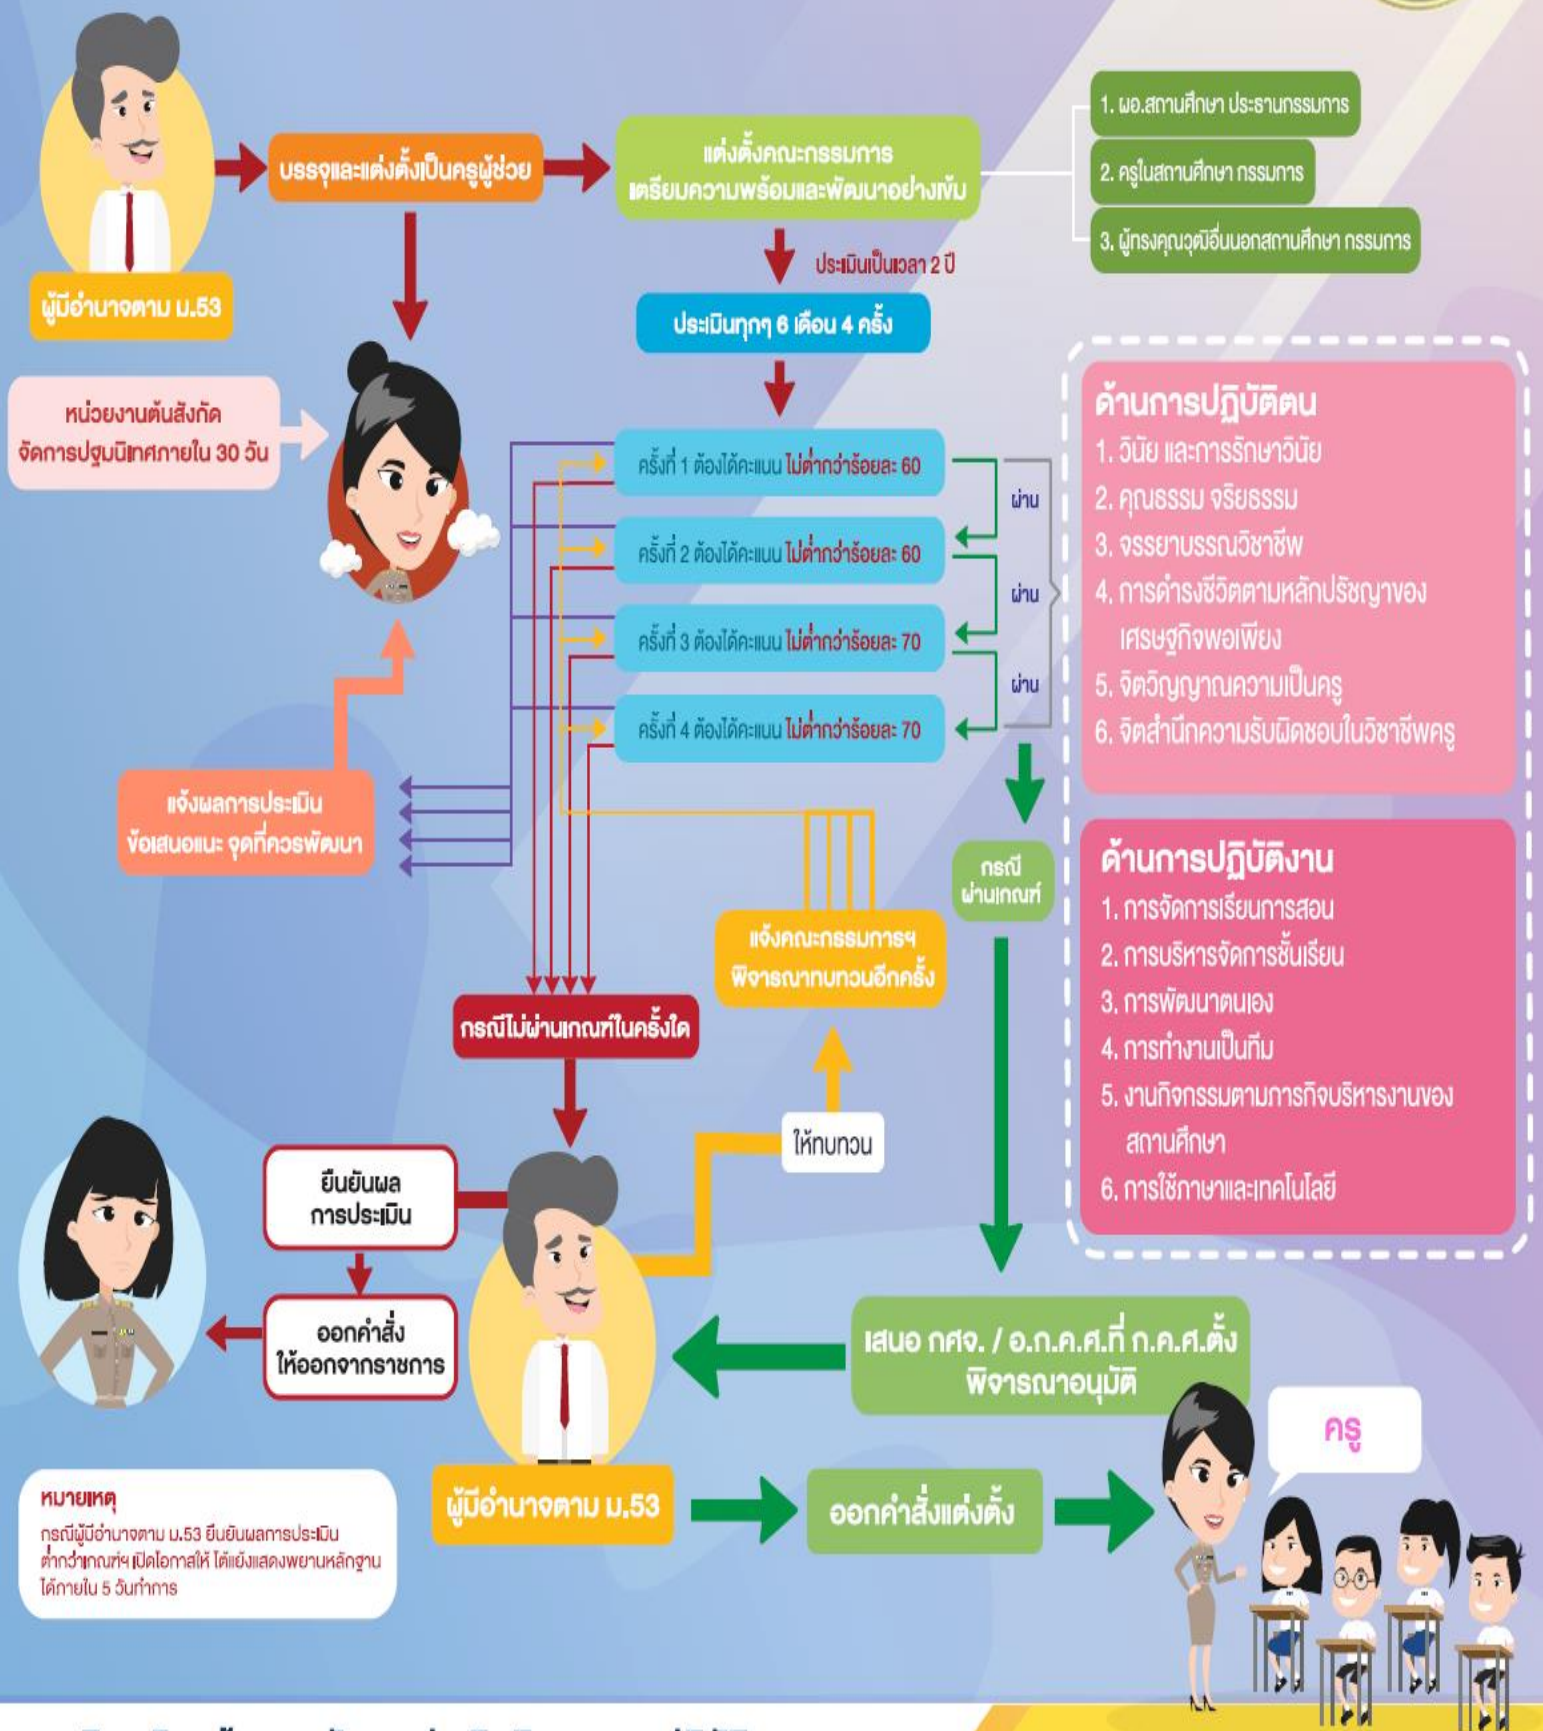 1. ผอ.สถานศึกษา ประธานกรรมการ
บรรจุและแต่งตั้งเป็นครูผู้ช่วย
แต่งตั้งคณะกรรมการ
เตรียมความพร้อมและพัฒนาอย่างเข้ม
2. ครูในสถานศึกษา กรรมการ
3. ผู้ทรงคุณวุฒิอื่นนอกสถานศึกษา กรรมการ
ผู้มีอำนาจตาม ม.53
ประเมินเป็นเวลา 2 ปี
ประเมินทุกๆ 6 เดือน 4 ครั้ง
หน่วยงานต้นสังกัด
จัดการปฐมนิเทศภายใน 30 วัน
ครั้งที่ 1 ต้องได้คะแนน ไม่ต่ำกว่าร้อยละ 60
ผ่าน
ครั้งที่ 2 ต้องได้คะแนน ไม่ต่ำกว่าร้อยละ 60
ผ่าน
ครั้งที่ 3 ต้องได้คะแนน ไม่ต่ำกว่าร้อยละ 70
ผ่าน
ครั้งที่ 4 ต้องได้คะแนน ไม่ต่ำกว่าร้อยละ 70
ด้านการปฏิบัติตน
1. วินัย และการรักษาวินัย
2. คุณธรรม จริยธรรม
3. จรรยาบรรณวิชาชีพ
4. การดำรงชีวิตตามหลักปรัชญาของ
เศรษฐกิจพอเพียง
5. จิตวิญญาณความเป็นครู
6. จิตสำนึกความรับผิดชอบในวิชาชีพครู
แจ้งผลการประเมิน
ข้อเสนอแนะ จุดที่ควรพัฒนา
กรณี
ผ่านเกณฑ์
ด้านการปฏิบัติงาน
1. การจัดการเรียนการสอน
2. การบริหารจัดการชั้นเรียน
3. การพัฒนาตนเอง
4. การทำงานเป็นทีม
5. งานกิจกรรมตามภารกิจบริหารงานของ
สถานศึกษา
6. การใช้ภาษาและเทคโนโลยี
แจ้งคณะกรรมการฯ
พิจารณาทบทวนอีกครั้ง
กรณีไม่ผ่านเกณฑ์ในครั้งใด
ให้ทบทวน
ยืนยันผล
การประเมิน
ออกคำสั่ง
ให้ออกจากราชการ
เสนอ กศจ. / อ.ก.ค.ศ.ที่ ก.ค.ศ.ตั้ง
พิจารณาอนุมัติ
ครู
ผู้มีอำนาจตาม ม.53
ออกคำสั่งแต่งตั้ง
หมายเหตุ
กรณีผู้มีอำนาจตาม ม.53 ยืนยันผลการประเมิน
ต่ำกว่าเกณฑ์ฯ เปิดโอกาสให้ โต้แย้งแสดงพยานหลักฐาน
ได้ภายใน 5 วันทำการ